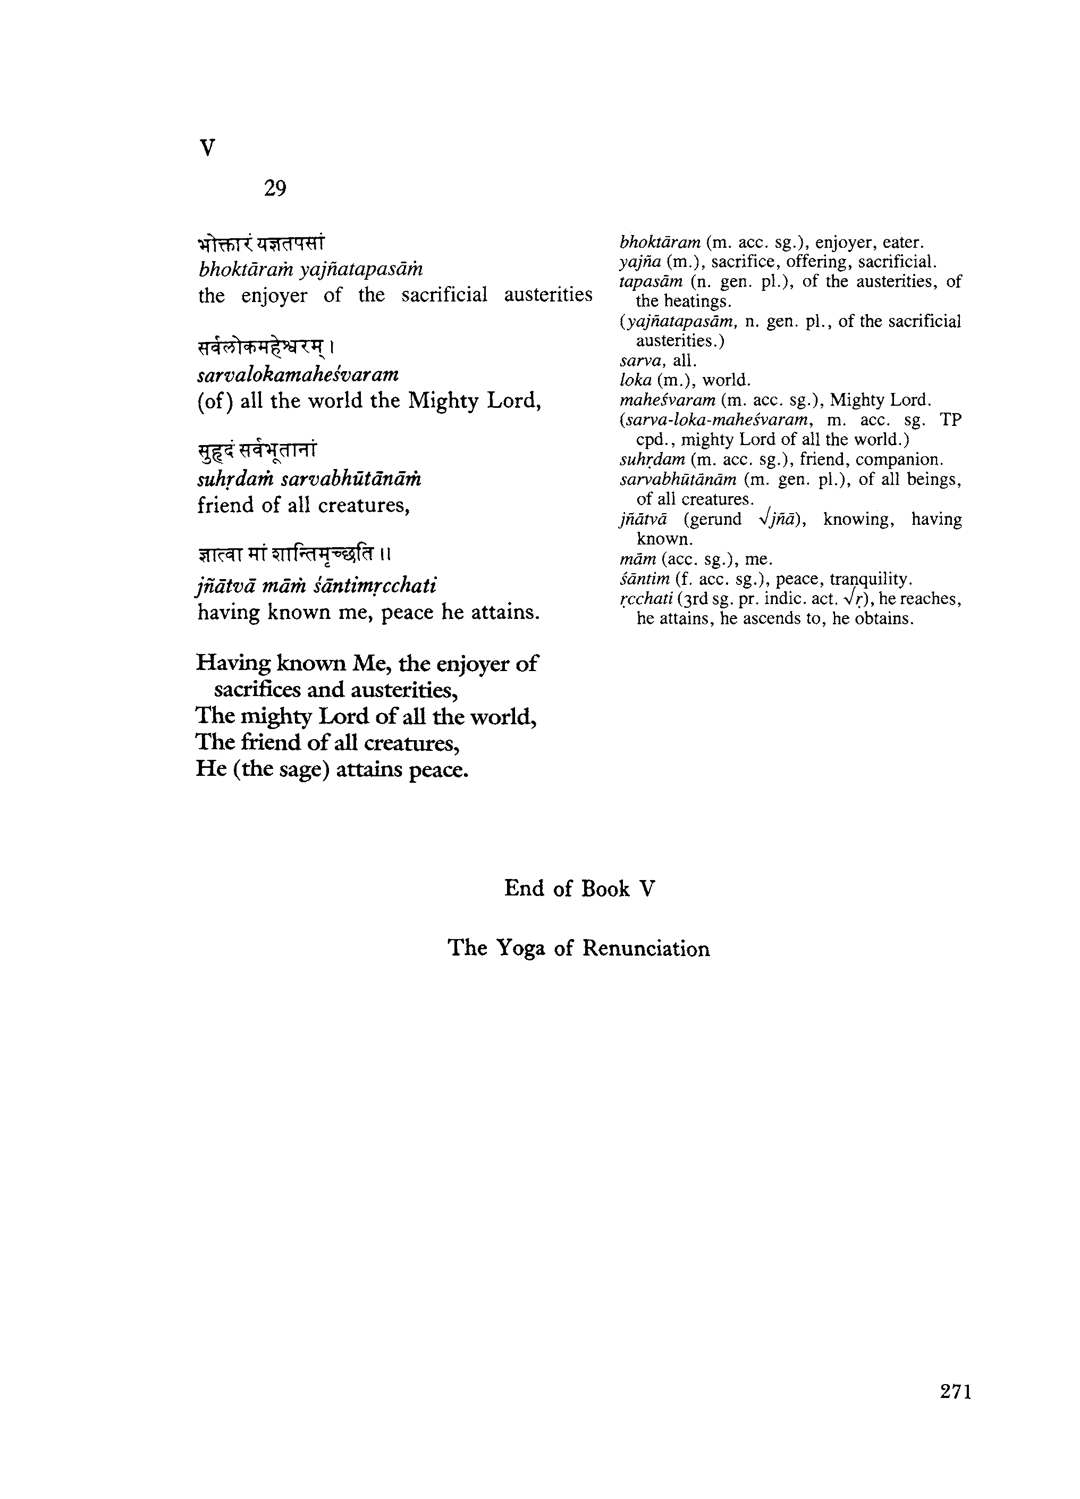 V
29
भोक्तारं यज्ञतपसां
bhoktāraṁ yajñatapasāṁ
the enjoyer of the sacrificial austerities
सर्वलोकमहेश्वरम् ।
sarvalokamaheśvaram
(of) all the world the Mighty Lord,
सुहृदं सर्वभूतानां
suhṛdaṁ sarvabhūtānāṁ
friend of all creatures,
ज्ञात्वा मां शान्तिमृच्छति ॥
jñātvā māṁ śāntimṛcchati
having known me, peace he attains.
Having known Me, the enjoyer of
sacrifices and austerities,
The mighty Lord of all the world,
The friend of all creatures,
He (the sage) attains peace.
bhoktāram (m. acc. sg.), enjoyer, eater.
yajña (m.), sacrifice, offering, sacrificial.
tapasām (n. gen. pl.), of the austerities, of
the heatings.
(yajñatapasām, n. gen. pl., of the sacrificial
austerities.)
sarva, all.
loka (m.), world.
maheśvaram (m. acc. sg.), Mighty Lord.
(sarva-loka-maheśvaram, m. acc. sg. TP
cpd., mighty Lord of all the world.)
suhṛdam (m. acc. sg.), friend, companion.
sarvabhūtānām (m. gen. pl.), of all beings,
of all creatures.
jñātvā (gerund √jñā), knowing, having
known.
mām (acc. sg.), me.
śāntim (f. acc. sg.), peace, tranquility.
ṛcchati (3rd sg. pr. indic. act. √ṛ), he reaches,
he attains, he ascends to, he obtains.
End of Book V
The Yoga of Renunciation
271